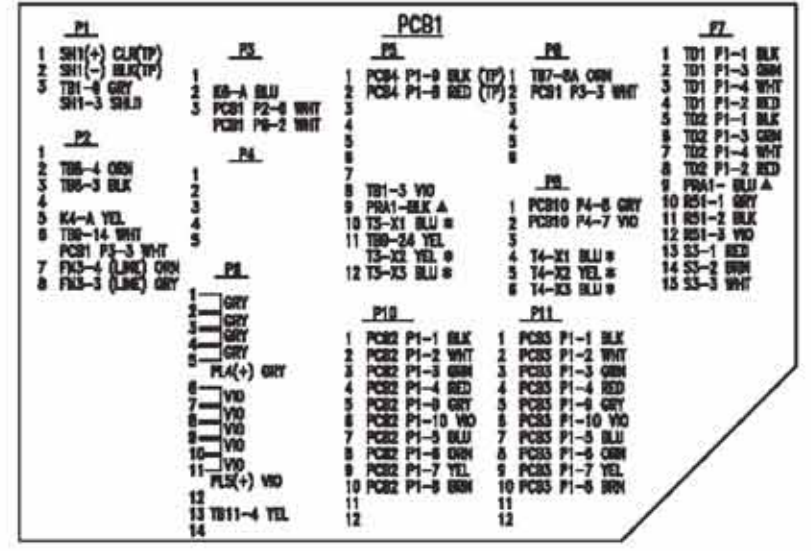 PCB1
P1
1 SH1(+) CLR(TP)
2 SH1(-) BLK(TP)
3 TB1-8 GRY
SH1-3 SHLD
P2
1
2 TB6-4 ORN
3 TB6-3 BLK
4
5 K4-A YEL
6 TB9-14 WHT
PCB1 P3-3 WHT
7 FX3-4 (LINE) ORN
8 FX3-3 (LINE) GRY
P3
1
2 K6-A BLU
3 PCB1 P2-6 WHT
PCB1 P6-2 WHT
P4
1
2
3
4
5
1
GRY
2
GRY
3
GRY
4
GRY
5
PL4(+) GRY
6
VIO
7
VIO
8
VIO
9
VIO
10
VIO
11
PL5(+) VIO
12
13 TB11-4 YEL
14
P5
1 PCB4 P1-9 BLK (TP)
2 PCB4 P1-8 RED (TP)
3
4
5
6
7
8 TB1-3 VIO
9 PRA1-BLK ▲
10 T3-X1 BLU *
11 TB9-24 YEL
T3-X2 YEL *
12 T3-X3 BLU *
1 TB7-8A ORN
2 PCB1 P3-3 WHT
3
4
5
6
1 PCB10 P4-6 GRY
2 PCB10 P4-7 VIO
3
4 T4-X1 BLU *
5 T4-X2 YEL *
6 T4-X3 BLU *
P7
1 TD1 P1-1 BLK
2 TD1 P1-3 ORN
3 TD1 P1-4 WHT
4 TD1 P1-2 RED
5 TD2 P1-1 BLK
6 TD2 P1-3 ORN
7 TD2 P1-4 WHT
8 TD2 P1-2 RED
9 PRA1- BLU ▲
10 RS1-1 GRY
11 RS1-2 BLK
12 RS1-3 VIO
13 S3-1 RED
14 S3-2 BRN
15 S3-3 WHT
P10
1 PCB2 P1-1 BLK
2 PCB2 P1-2 WHT
3 PCB2 P1-3 GRN
4 PCB2 P1-4 RED
5 PCB2 P1-9 GRY
6 PCB2 P1-10 VIO
7 PCB2 P1-5 BLU
8 PCB2 P1-6 ORN
9 PCB2 P1-7 YEL
10 PCB2 P1-8 BRN
11
12
P11
1 PCB3 P1-1 BLK
2 PCB3 P1-2 WHT
3 PCB3 P1-3 GRN
4 PCB3 P1-4 RED
5 PCB3 P1-9 GRY
6 PCB3 P1-10 VIO
7 PCB3 P1-5 BLU
8 PCB3 P1-6 ORN
9 PCB3 P1-7 YEL
10 PCB3 P1-8 BRN
11
12